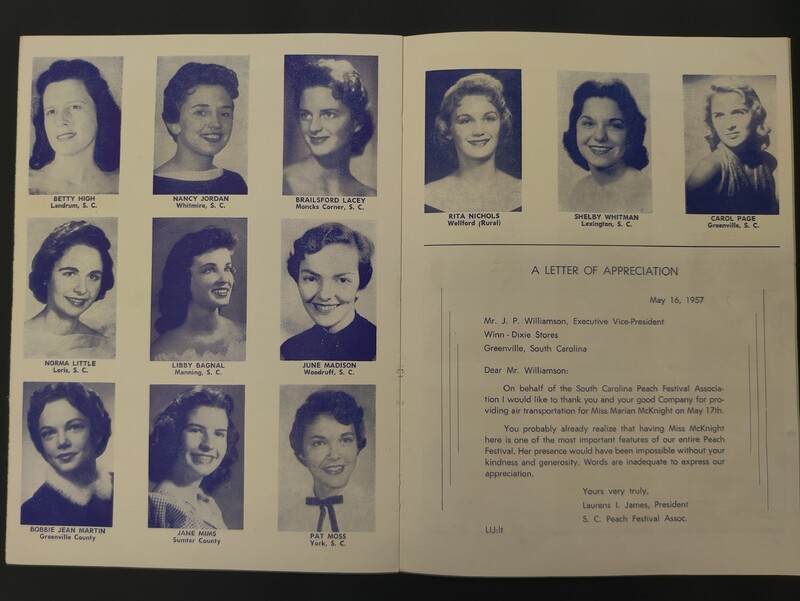 BETTY HIGH
Landrum, S. C.
NANCY JORDAN
Whitmire, S. C.
BRAILSFORD LACEY
Moncks Corner, S. C.
NORMA LITTLE
Loris, S. C.
LIBBY BAGNAL
Manning, S. C.
JUNE MADISON
Woodruff, S. C.
BOBBIE JEAN MARTIN
Greenville County
JANE MIMS
Sumter County
PAT MOSS
York, S. C.
RITA NICHOLS
Wellford (Rural)
SHELBY WHITMAN
Lexington, S. C.
CAROL PAGE
Greenville, S. C.
A LETTER OF APPRECIATION
May 16, 1957
Mr. J. P. Williamson, Executive Vice-President
Winn - Dixie Stores
Greenville, South Carolina
Dear Mr. Williamson:
On behalf of the South Carolina Peach Festival Associa-
tion I would like to thank you and your good Company for pro-
viding air transportation for Miss Marian McKnight on May 17th.
You probably already realize that having Miss McKnight
here is one of the most important features of our entire Peach
Festival. Her presence would have been impossible without your
kindness and generosity. Words are inadequate to express our
appreciation.
Yours very truly,
Laurens I. James, President
S. C. Peach Festival Assoc.
LIJ:lt